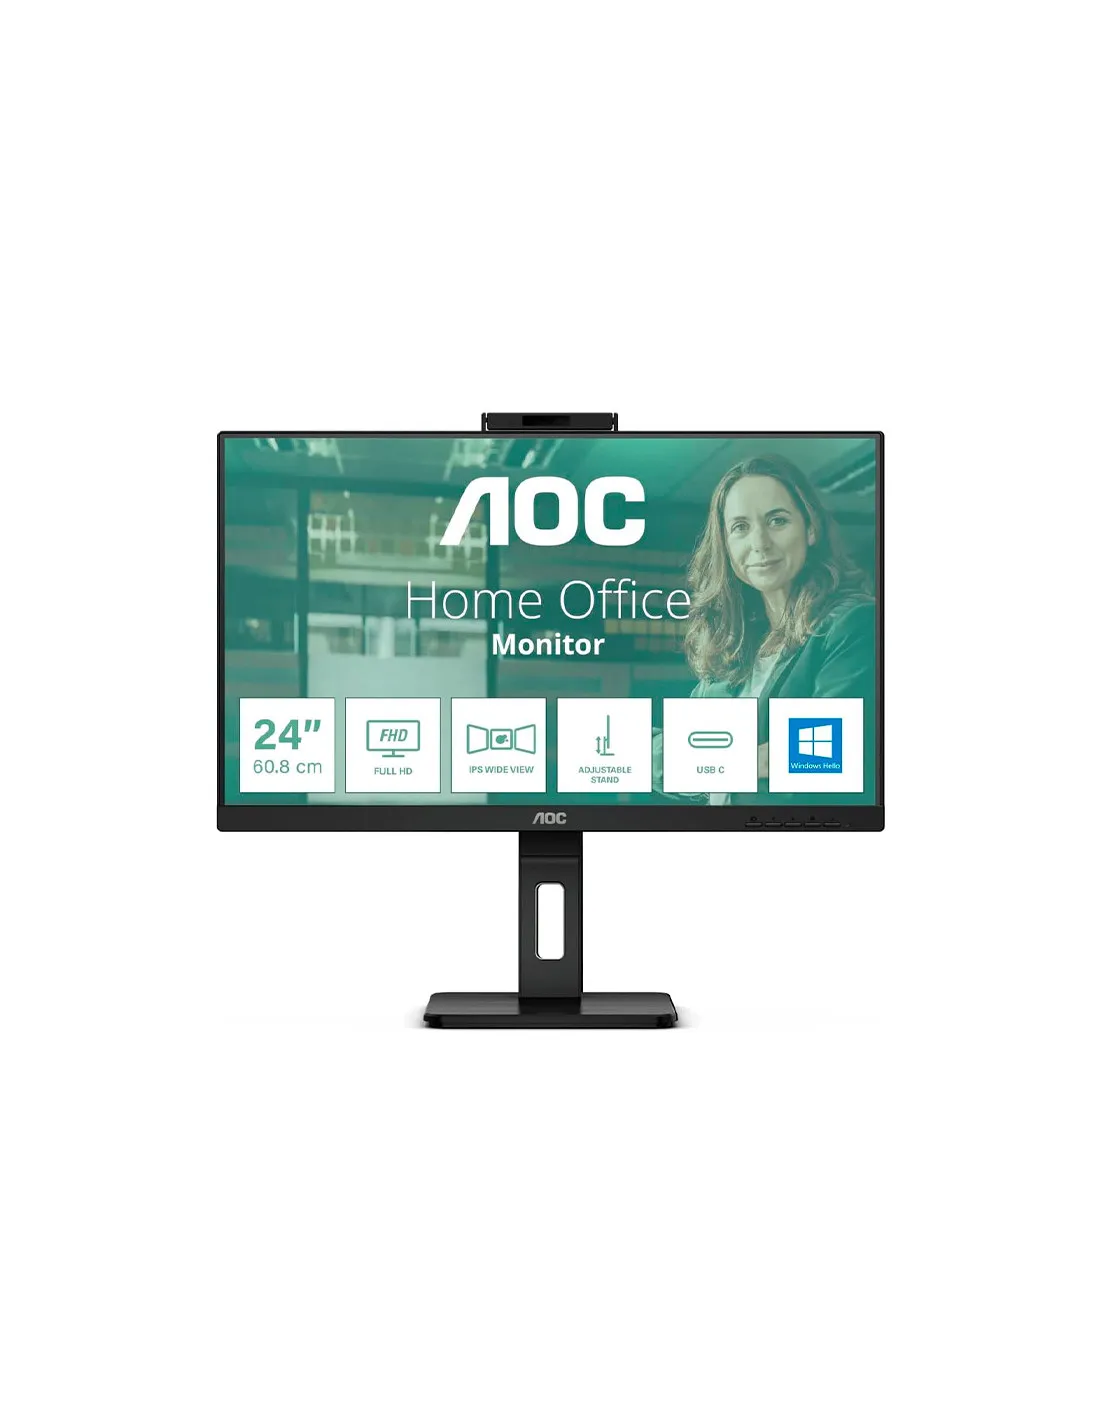 AOC
Home Office
Monitor
24"
60.8 cm
FHD
FULL HD
IPS WIDE VIEW
ADJUSTABLE
STAND
USB C
Windows Hello
AOC